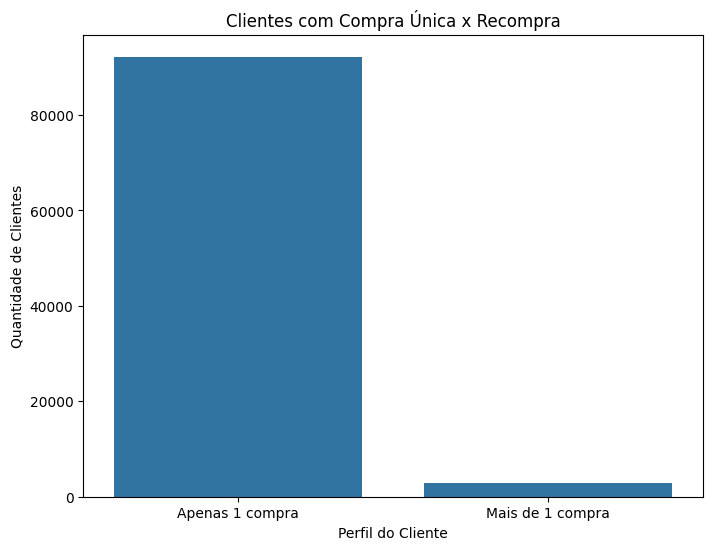 Clientes com Compra Única x Recompra
Quantidade de Clientes
80000
60000
40000
20000
0
Apenas 1 compra
Mais de 1 compra
Perfil do Cliente